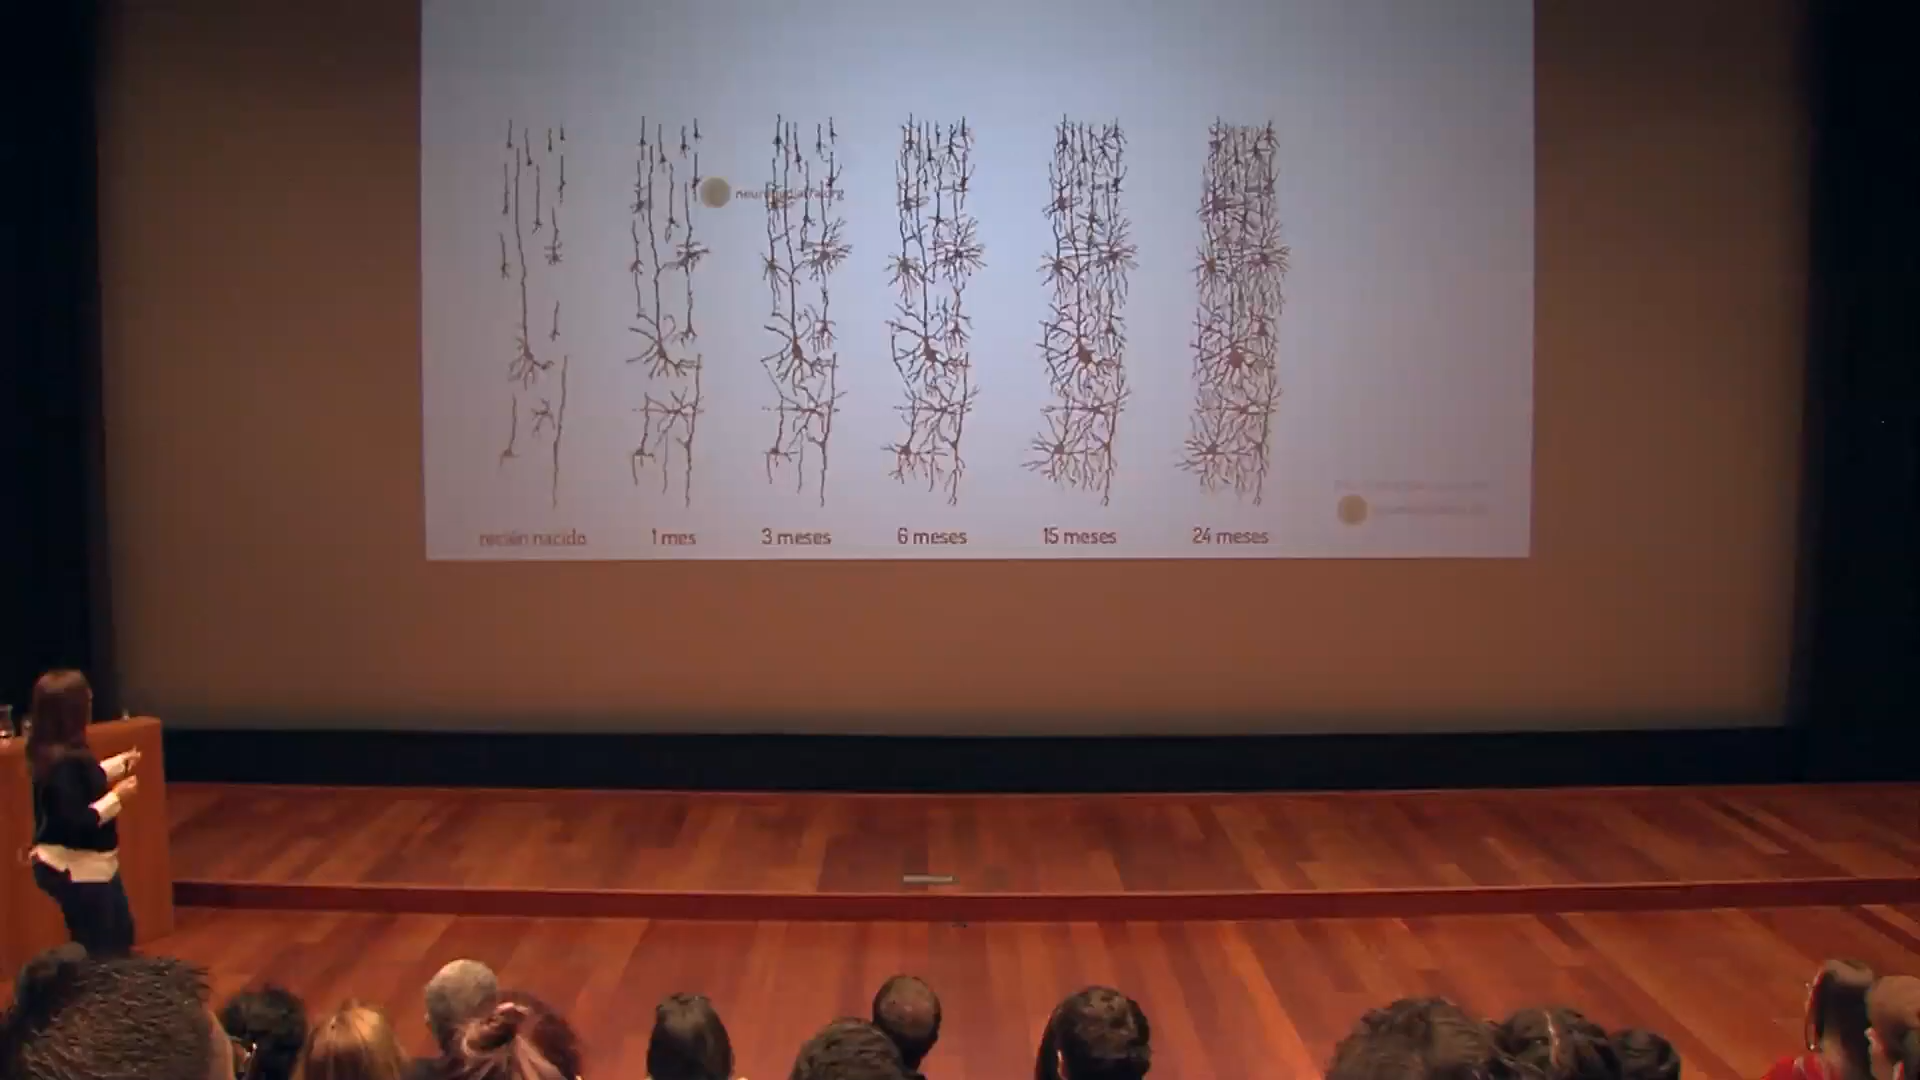 recién nacido
1 mes
3 meses
6 meses
15 meses
24 meses